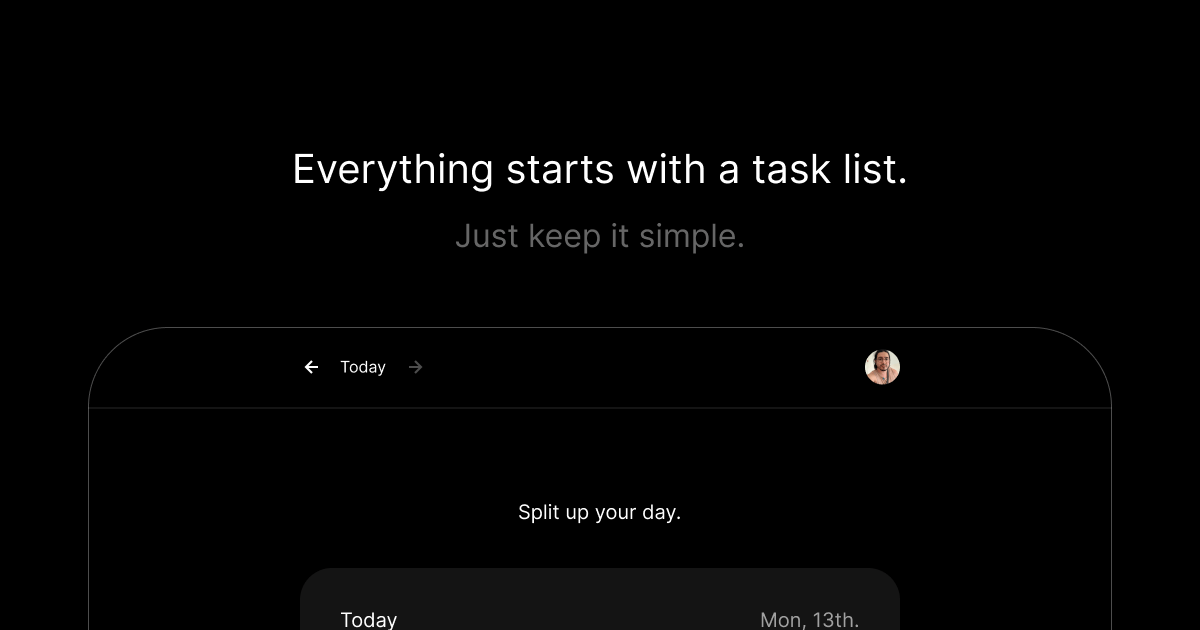 Everything starts with a task list.
Just keep it simple.
Today
Split up your day.
Today Mon, 13th.